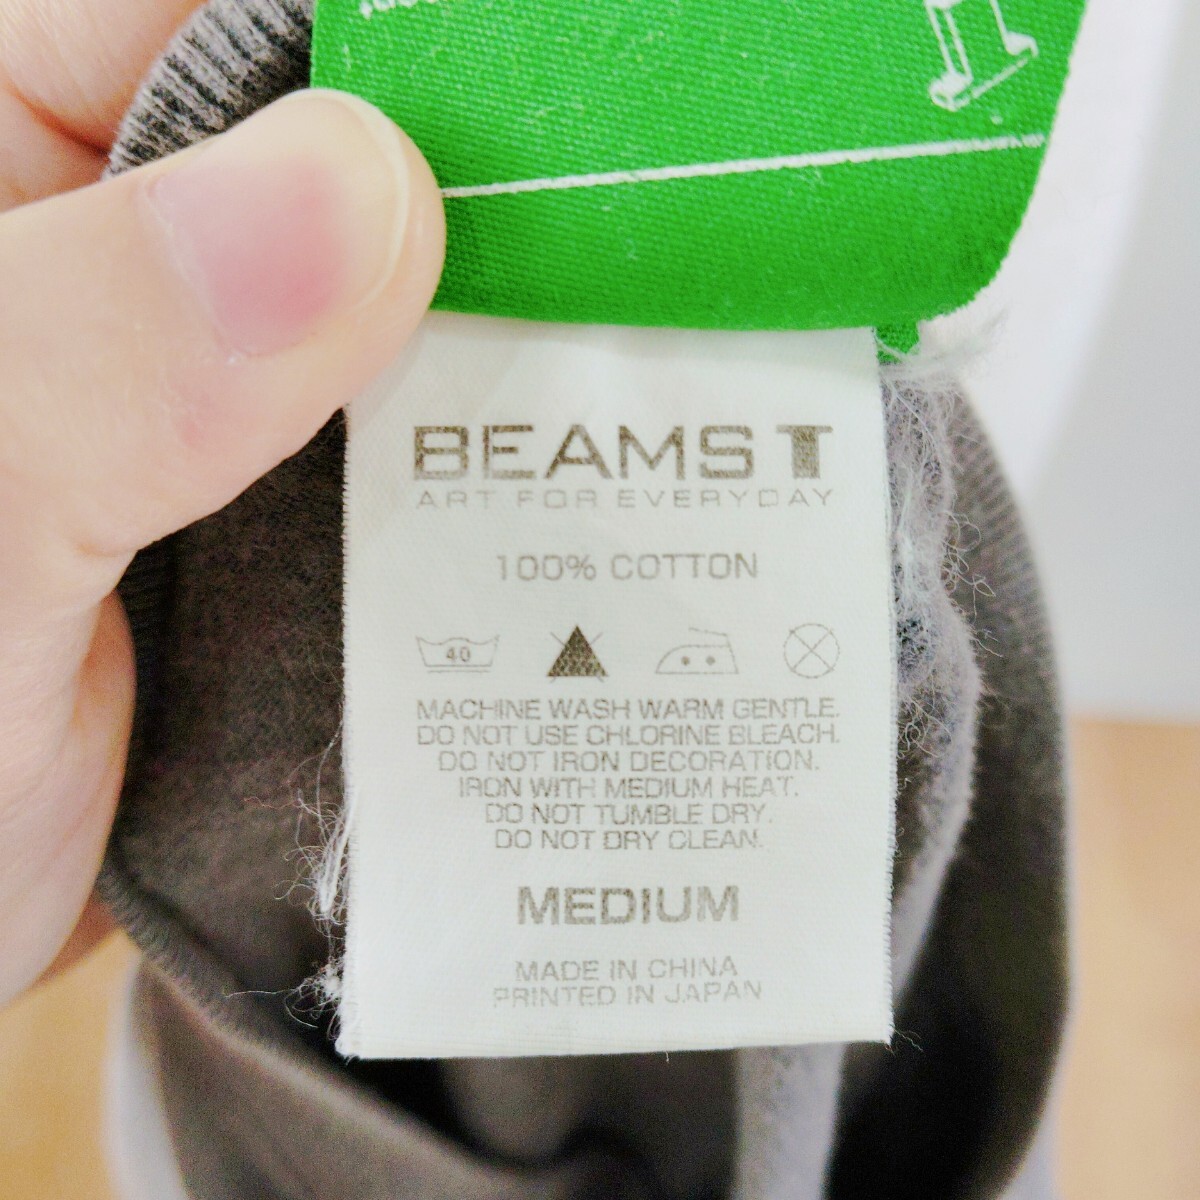 BEAMS T
ART FOR EVERYDAY
100% COTTON
40
MACHINE WASH WARM GENTLE.
DO NOT USE CHLORINE BLEACH.
DO NOT IRON DECORATION.
IRON WITH MEDIUM HEAT.
DO NOT TUMBLE DRY.
DO NOT DRY CLEAN.
MEDIUM
MADE IN CHINA
PRINTED IN JAPAN